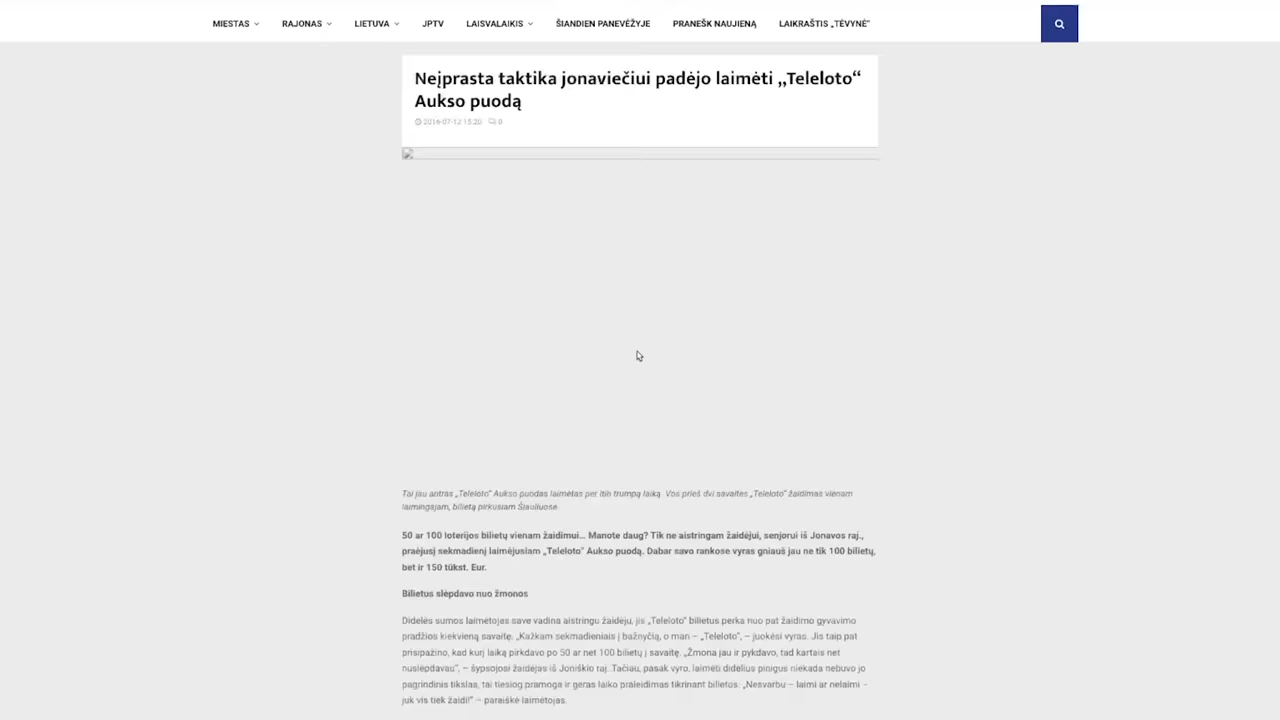 MIESTAS RAJONAS LIETUVA JPTV LAISVALAIKIS ŠIANDIEN PANEVĖŽYJE PRANEŠK NAUJIENĄ LAIKRAŠTIS „TĖVYNĖ"
Neįprasta taktika jonaviečiui padėjo laimėti „Teleloto“
Aukso puodą
2016-07-12 15:20 0
Tai jau antras „Teleloto" Aukso puodas laimėtas per itin trumpą laiką. Vos prieš dvi savaites „Teleloto" žaidimas vienam
laimingajam, bilietą pirkusiam Šiauliuose.
50 ar 100 loterijos bilietų vienam žaidimui... Manote daug? Tik ne aistringam žaidėjui, senjorui iš Jonavos raj.,
praėjusį sekmadienį laimėjusiam „Teleloto" Aukso puodą. Dabar savo rankose vyras gniauš jau ne tik 100 bilietų,
bet ir 150 tūkst. Eur.
Bilietus slėpdavo nuo žmonos
Didelės sumos laimėtojas save vadina aistringu žaidėju, jis „Teleloto" bilietus perka nuo pat žaidimo gyvavimo
pradžios kiekvieną savaitę. „Kažkam sekmadieniais į bažnyčią, o man – „Teleloto", – juokėsi vyras. Jis taip pat
prisipažino, kad kurį laiką pirkdavo po 50 ar net 100 bilietų į savaitę. „Žmona jau ir pykdavo, tad kartais net
nuslėpdavau", – šypsojosi žaidėjas iš Joniškio raj. Tačiau, pasak vyro, laimėti didelius pinigus niekada nebuvo jo
pagrindinis tikslas, tai tiesiog pramoga ir geras laiko praleidimas tikrinant bilietus. „Nesvarbu – laimi ar nelaimi –
juk vis tiek žaidi!" – pareiškė laimėtojas.